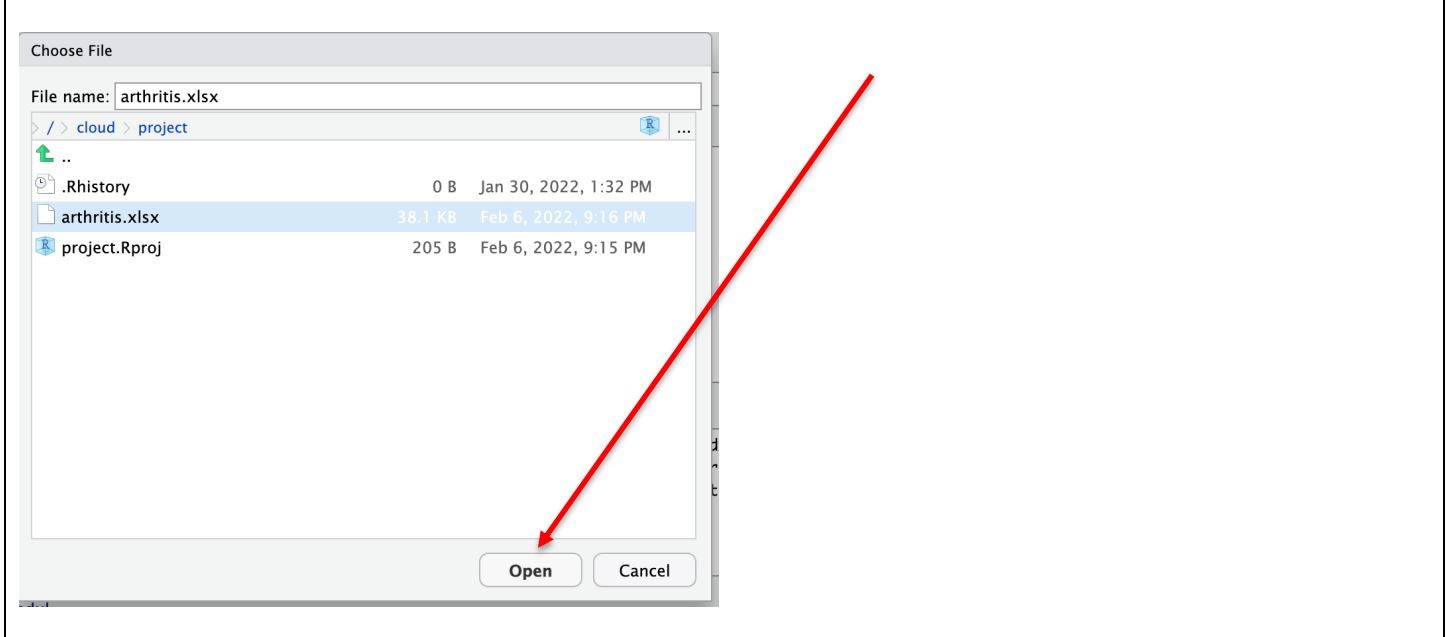 Choose File
File name: arthritis.xlsx
/ cloud project ...
..
.Rhistory 0 B Jan 30, 2022, 1:32 PM
arthritis.xlsx 38.1 KB Feb 6, 2022, 9:16 PM
project.Rproj 205 B Feb 6, 2022, 9:15 PM
Open Cancel